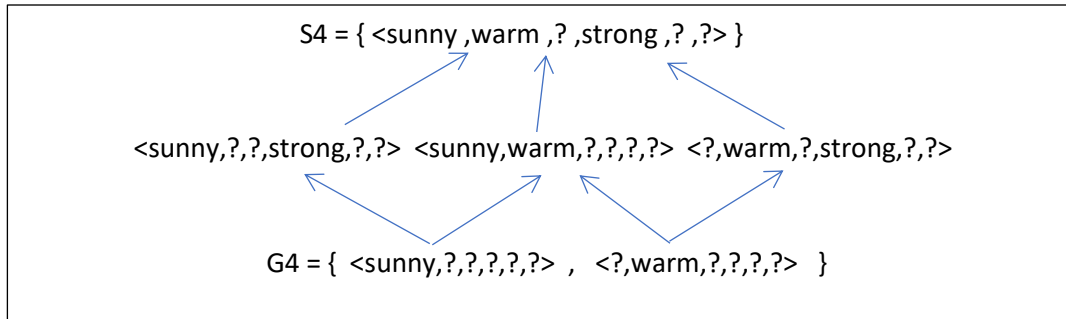 S4 = { <sunny ,warm ,? ,strong ,? ,?> }
<sunny,?,?,strong,?,?> <sunny,warm,?,?,?,?> <?,warm,?,strong,?,?>
G4 = { <sunny,?,?,?,?,?> , <?,warm,?,?,?,?> }